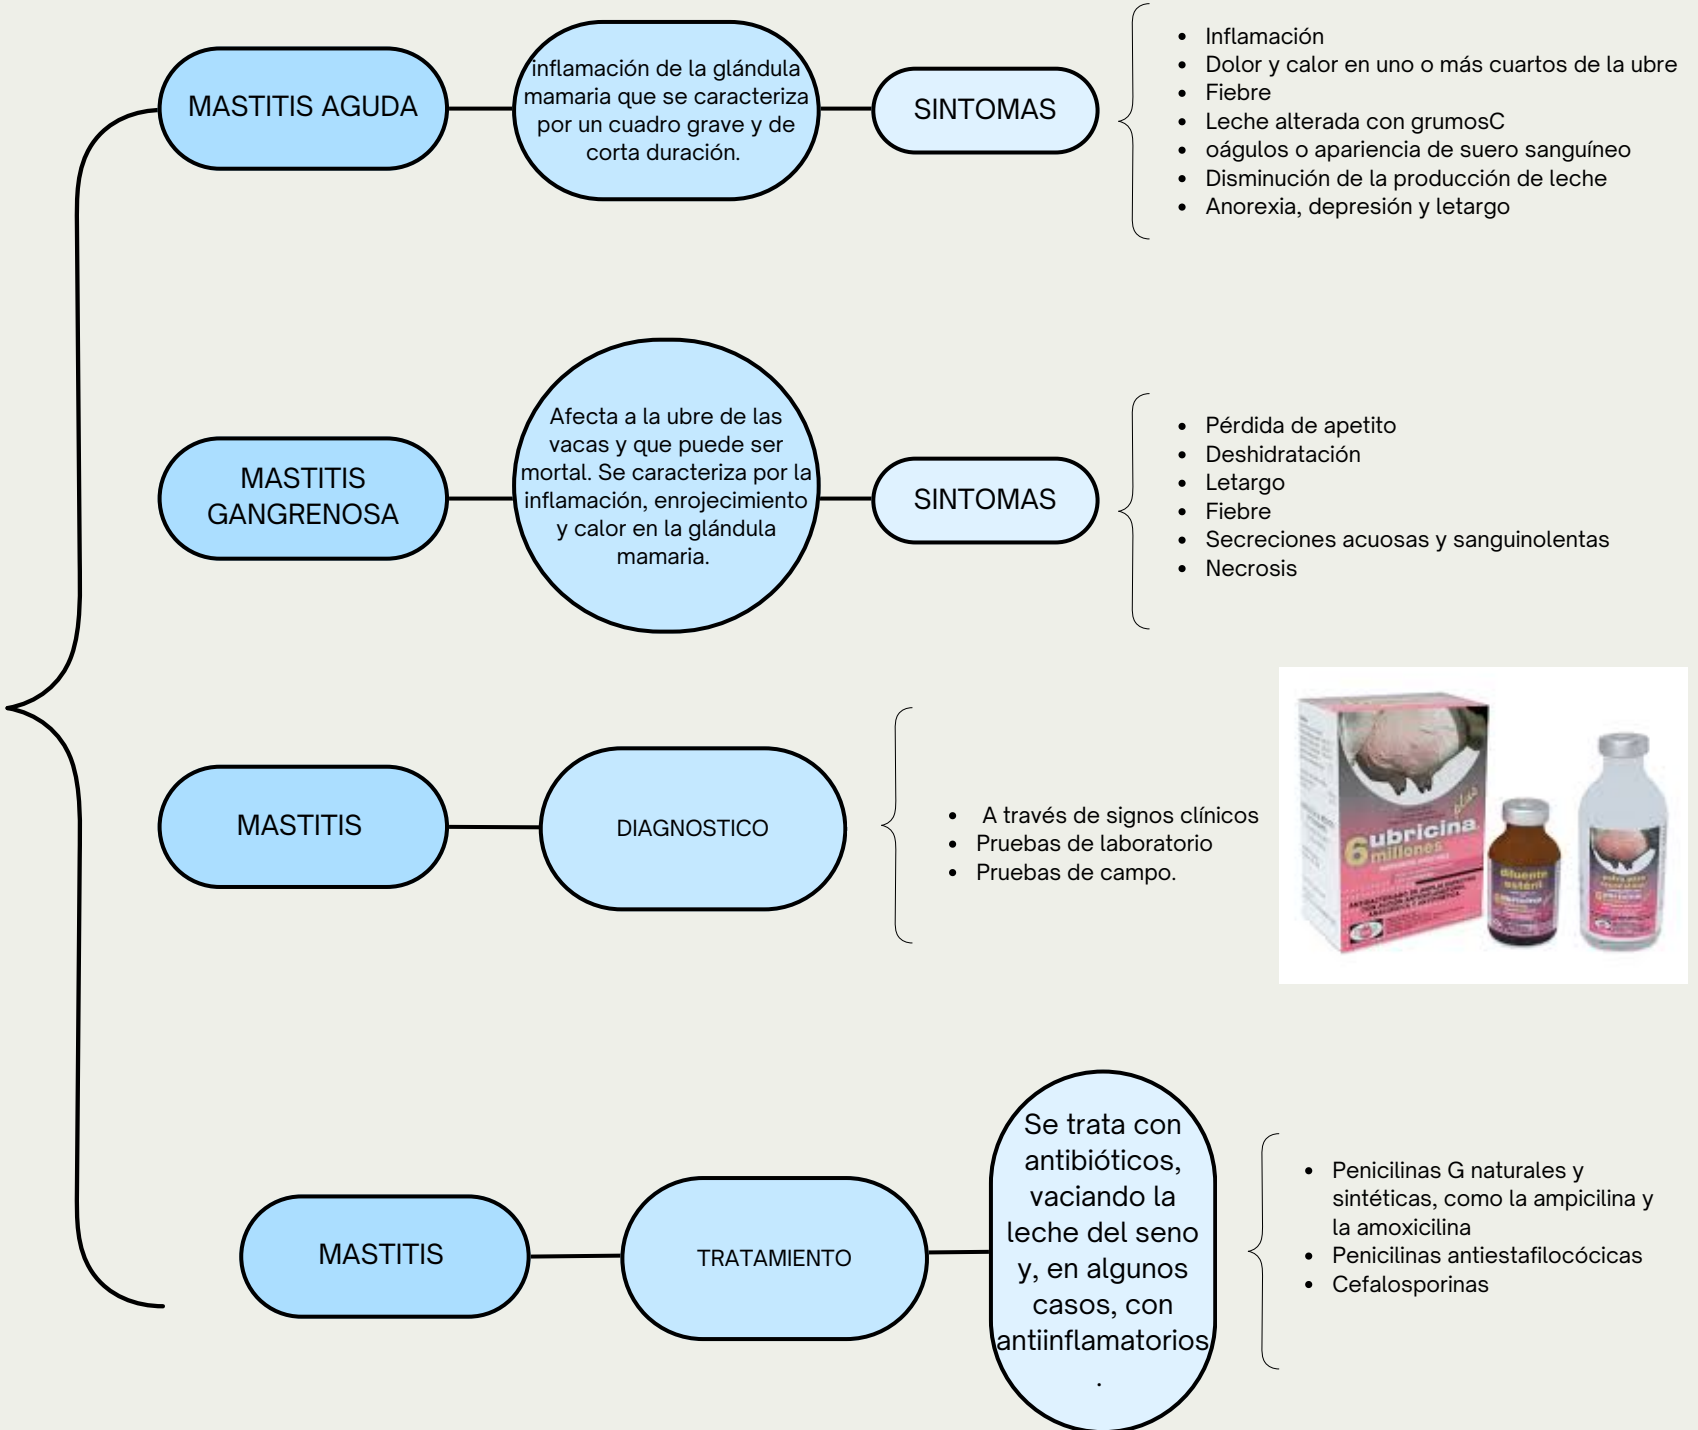 MASTITIS AGUDA
inflamación de la glándula
mamaria que se caracteriza
por un cuadro grave y de
corta duración.
SINTOMAS
• Inflamación
• Dolor y calor en uno o más cuartos de la ubre
• Fiebre
• Leche alterada con grumosC
• oágulos o apariencia de suero sanguíneo
• Disminución de la producción de leche
• Anorexia, depresión y letargo
MASTITIS
GANGRENOSA
Afecta a la ubre de las
vacas y que puede ser
mortal. Se caracteriza por la
inflamación, enrojecimiento
y calor en la glándula
mamaria.
SINTOMAS
• Pérdida de apetito
• Deshidratación
• Letargo
• Fiebre
• Secreciones acuosas y sanguinolentas
• Necrosis
MASTITIS
DIAGNOSTICO
• A través de signos clínicos
• Pruebas de laboratorio
• Pruebas de campo.
plus
ubricina
6 millones
diluente
estéril
ubricina
MASTITIS
TRATAMIENTO
Se trata con
antibióticos,
vaciando la
leche del seno
y, en algunos
casos, con
antiinflamatorios
.
• Penicilinas G naturales y
sintéticas, como la ampicilina y
la amoxicilina
• Penicilinas antiestafilocócicas
• Cefalosporinas